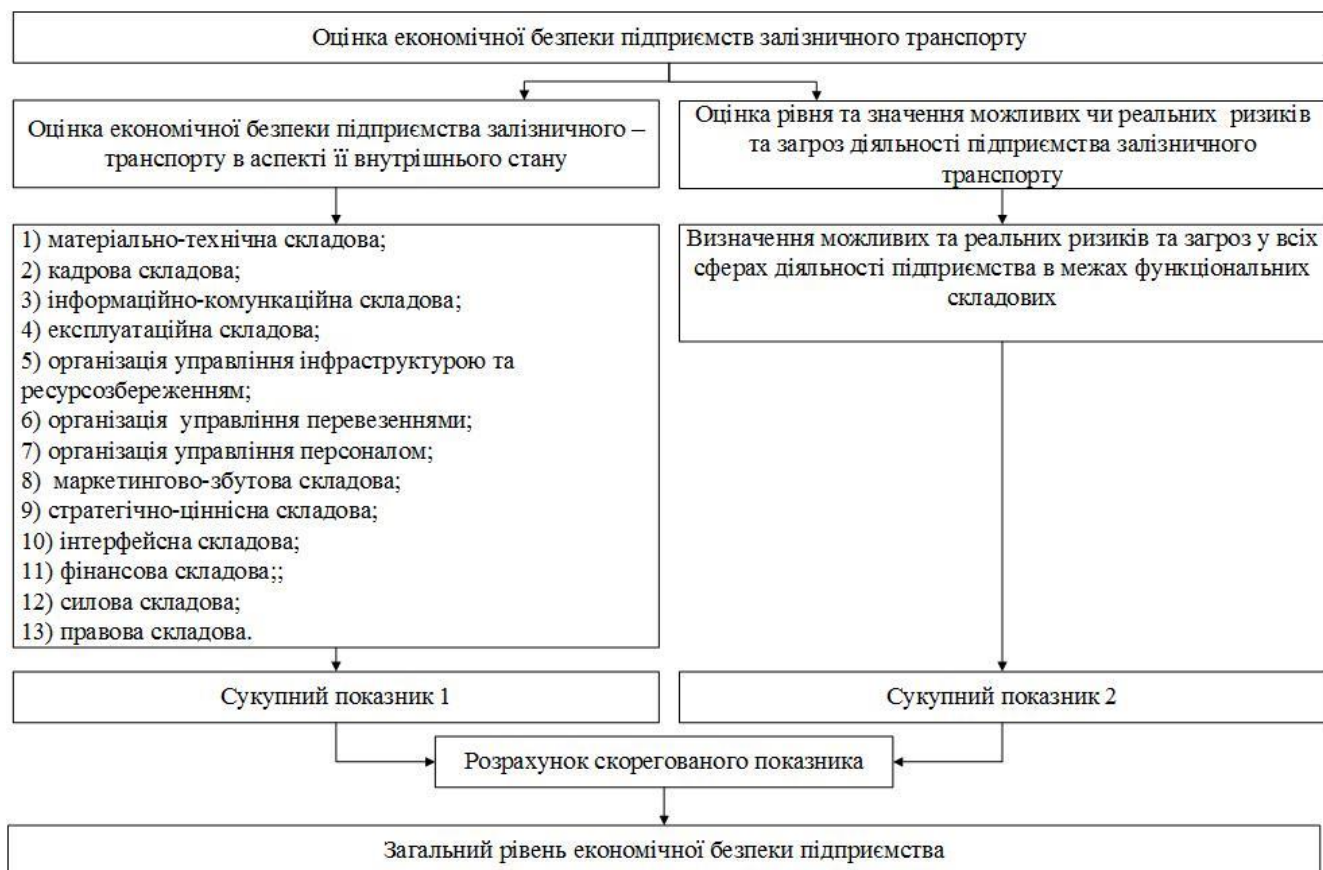 Оцінка економічної безпеки підприємств залізничного транспорту
Оцінка економічної безпеки підприємства залізничного –
транспорту в аспекті її внутрішнього стану
Оцінка рівня та значення можливих чи реальних ризиків
та загроз діяльності підприємства залізничного
транспорту
1) матеріально-технічна складова;
2) кадрова складова;
3) інформаційно-комункаційна складова;
4) експлуатаційна складова;
5) організація управління інфраструктурою та
ресурсозбереженням;
6) організація управління перевезеннями;
7) організація управління персоналом;
8) маркетингово-збутова складова;
9) стратегічно-ціннісна складова;
10) інтерфейсна складова;
11) фінансова складова;;
12) силова складова;
13) правова складова.
Визначення можливих та реальних ризиків та загроз у всіх
сферах діяльності підприємства в межах функціональних
складових
Сукупний показник 1
Сукупний показник 2
Розрахунок скорегованого показника
Загальний рівень економічної безпеки підприємства